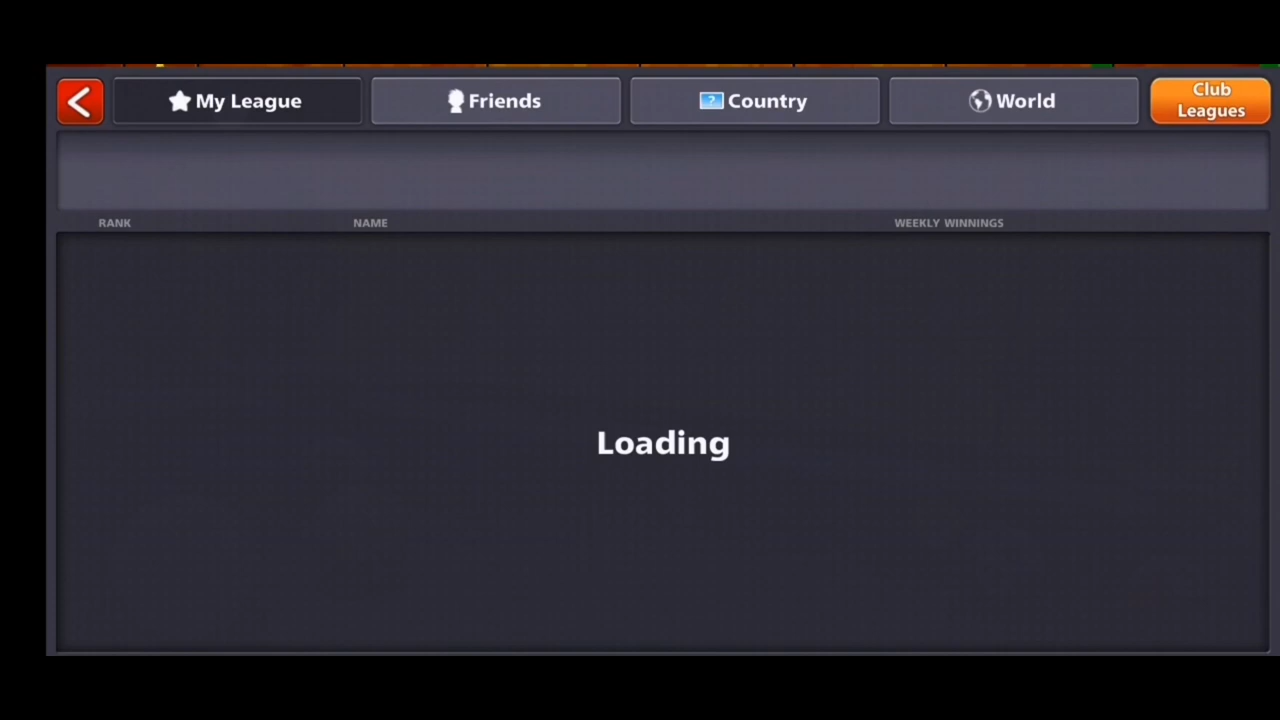 My League
Friends
? Country
World
Club
Leagues
RANK
NAME
WEEKLY WINNINGS
Loading